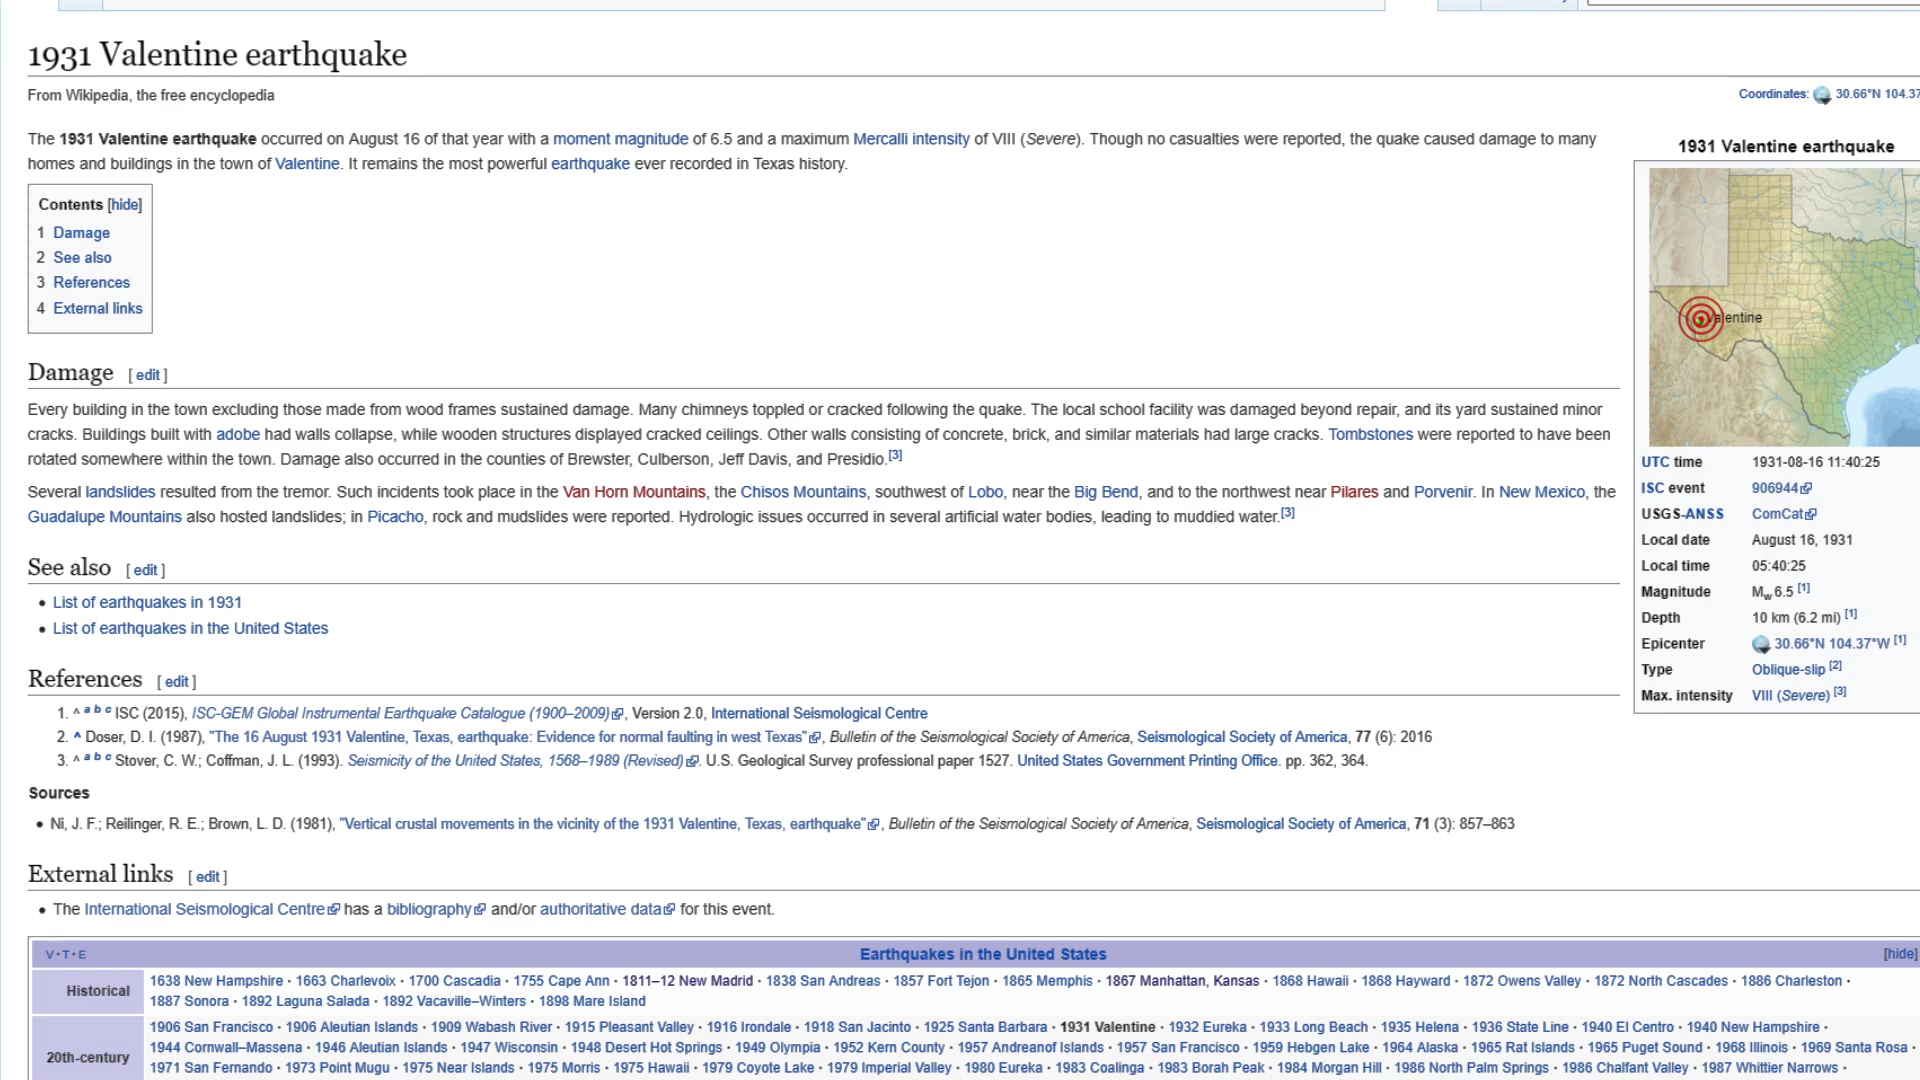 1931 Valentine earthquake
From Wikipedia, the free encyclopedia
Coordinates: 30.66°N 104.37
The 1931 Valentine earthquake occurred on August 16 of that year with a moment magnitude of 6.5 and a maximum Mercalli intensity of VIII (Severe). Though no casualties were reported, the quake caused damage to many
homes and buildings in the town of Valentine. It remains the most powerful earthquake ever recorded in Texas history.
Contents [hide]
1 Damage
2 See also
3 References
4 External links
Damage [ edit ]
Every building in the town excluding those made from wood frames sustained damage. Many chimneys toppled or cracked following the quake. The local school facility was damaged beyond repair, and its yard sustained minor
cracks. Buildings built with adobe had walls collapse, while wooden structures displayed cracked ceilings. Other walls consisting of concrete, brick, and similar materials had large cracks. Tombstones were reported to have been
rotated somewhere within the town. Damage also occurred in the counties of Brewster, Culberson, Jeff Davis, and Presidio.[3]
Several landslides resulted from the tremor. Such incidents took place in the Van Horn Mountains, the Chisos Mountains, southwest of Lobo, near the Big Bend, and to the northwest near Pilares and Porvenir. In New Mexico, the
Guadalupe Mountains also hosted landslides; in Picacho, rock and mudslides were reported. Hydrologic issues occurred in several artificial water bodies, leading to muddied water.[3]
See also [ edit ]
• List of earthquakes in 1931
• List of earthquakes in the United States
References [ edit ]
1. ^ a b c ISC (2015), ISC-GEM Global Instrumental Earthquake Catalogue (1900–2009), Version 2.0, International Seismological Centre
2. ^ Doser, D. I. (1987), "The 16 August 1931 Valentine, Texas, earthquake: Evidence for normal faulting in west Texas", Bulletin of the Seismological Society of America, Seismological Society of America, 77 (6): 2016
3. ^ a b c Stover, C. W.; Coffman, J. L. (1993). Seismicity of the United States, 1568–1989 (Revised). U.S. Geological Survey professional paper 1527. United States Government Printing Office. pp. 362, 364.
Sources
• Ni, J. F.; Reilinger, R. E.; Brown, L. D. (1981), "Vertical crustal movements in the vicinity of the 1931 Valentine, Texas, earthquake", Bulletin of the Seismological Society of America, Seismological Society of America, 71 (3): 857–863
External links [ edit ]
• The International Seismological Centre has a bibliography and/or authoritative data for this event.
1931 Valentine earthquake
Valentine
UTC time 1931-08-16 11:40:25
ISC event 906944
USGS-ANSS ComCat
Local date August 16, 1931
Local time 05:40:25
Magnitude Mw 6.5 [1]
Depth 10 km (6.2 mi) [1]
Epicenter 30.66°N 104.37°W [1]
Type Oblique-slip [2]
Max. intensity VIII (Severe) [3]
V • T • E Earthquakes in the United States [hide]
Historical
1638 New Hampshire · 1663 Charlevoix · 1700 Cascadia · 1755 Cape Ann · 1811–12 New Madrid · 1838 San Andreas · 1857 Fort Tejon · 1865 Memphis · 1867 Manhattan, Kansas · 1868 Hawaii · 1868 Hayward · 1872 Owens Valley · 1872 North Cascades · 1886 Charleston ·
1887 Sonora · 1892 Laguna Salada · 1892 Vacaville–Winters · 1898 Mare Island
20th-century
1906 San Francisco · 1906 Aleutian Islands · 1909 Wabash River · 1915 Pleasant Valley · 1916 Irondale · 1918 San Jacinto · 1925 Santa Barbara · 1931 Valentine · 1932 Eureka · 1933 Long Beach · 1935 Helena · 1936 State Line · 1940 El Centro · 1940 New Hampshire ·
1944 Cornwall–Massena · 1946 Aleutian Islands · 1947 Wisconsin · 1948 Desert Hot Springs · 1949 Olympia · 1952 Kern County · 1957 Andreanof Islands · 1957 San Francisco · 1959 Hebgen Lake · 1964 Alaska · 1965 Rat Islands · 1965 Puget Sound · 1968 Illinois · 1969 Santa Rosa ·
1971 San Fernando · 1973 Point Mugu · 1975 Near Islands · 1975 Morris · 1975 Hawaii · 1979 Coyote Lake · 1979 Imperial Valley · 1980 Eureka · 1983 Coalinga · 1983 Borah Peak · 1984 Morgan Hill · 1986 North Palm Springs · 1986 Chalfant Valley · 1987 Whittier Narrows ·